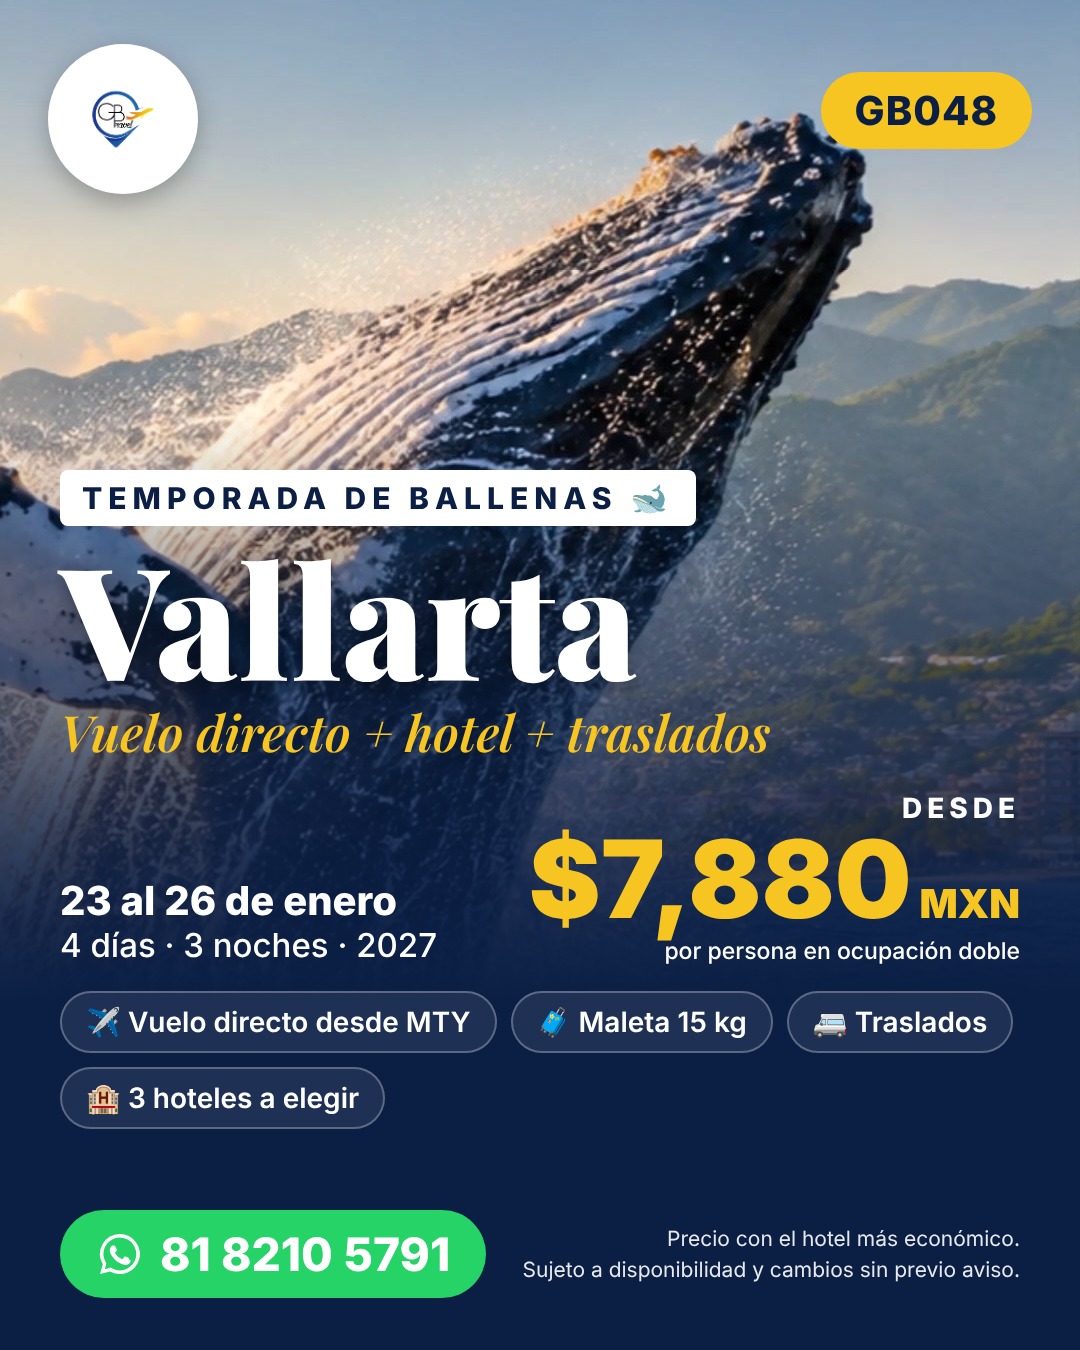 GB
Travel
GB048
TEMPORADA DE BALLENAS 🐳
Vallarta
Vuelo directo + hotel + traslados
DESDE
$7,880 MXN
por persona en ocupación doble
23 al 26 de enero
4 días · 3 noches · 2027
✈️ Vuelo directo desde MTY
🧳 Maleta 15 kg
🚐 Traslados
🏨 3 hoteles a elegir
81 8210 5791
Precio con el hotel más económico.
Sujeto a disponibilidad y cambios sin previo aviso.